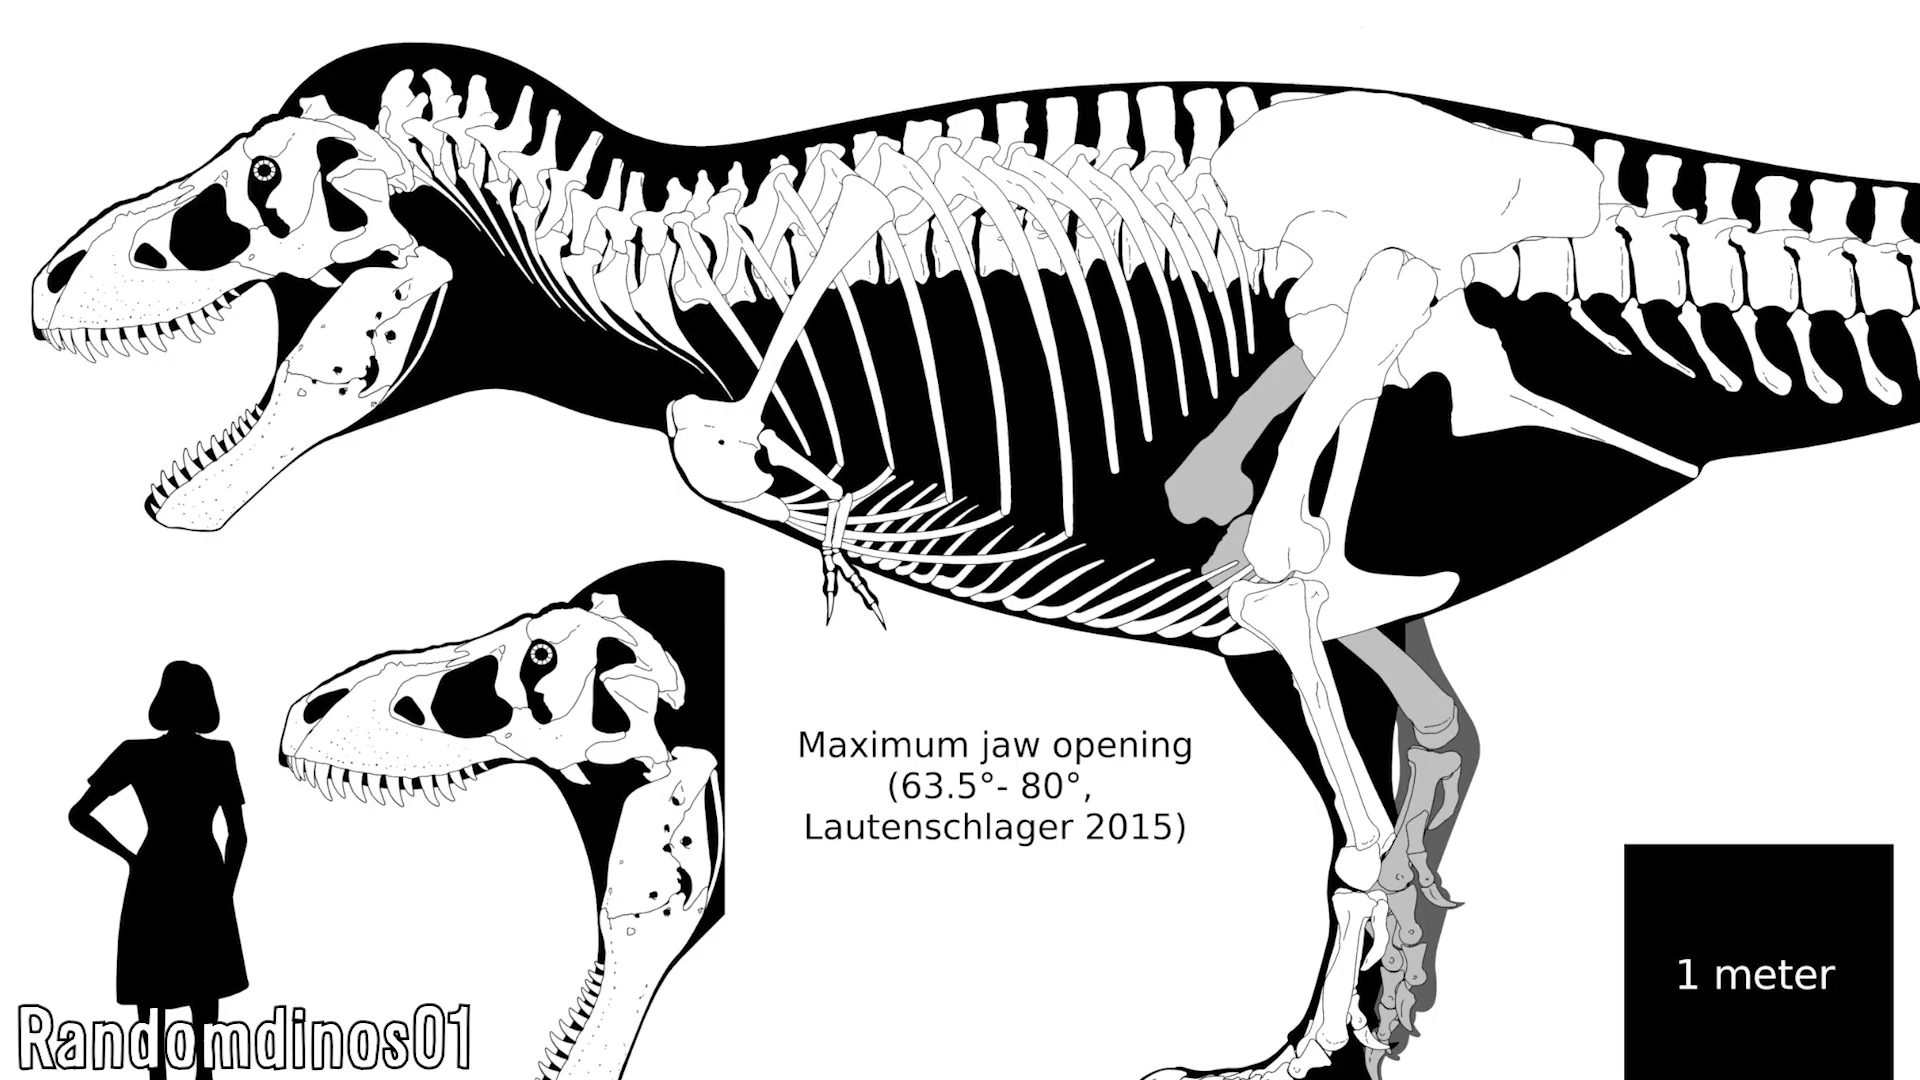 Maximum jaw opening
(63.5°- 80°,
Lautenschlager 2015)
1 meter
Randomdinos01